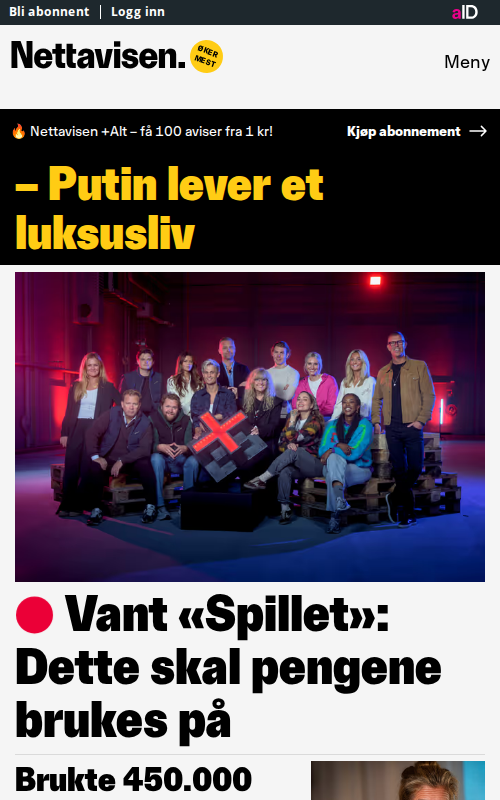 Bli abonnent
Logg inn
aID
Nettavisen.
ØKER
MEST
Meny
Nettavisen +Alt – få 100 aviser fra 1 kr!
Kjøp abonnement
– Putin lever et
luksusliv
Vant «Spillet»:
Dette skal pengene
brukes på
Brukte 450.000